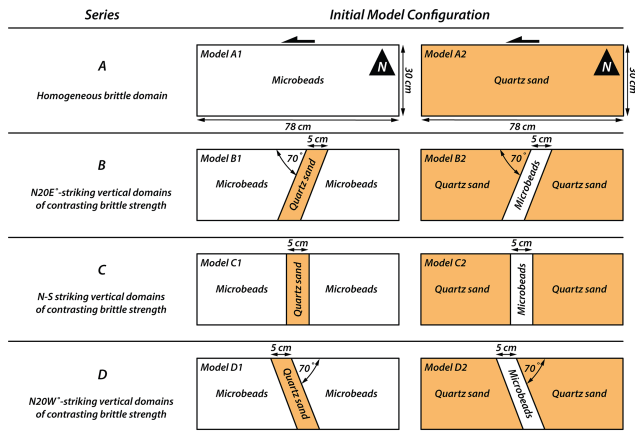 Series
Initial Model Configuration
A
Homogeneous brittle domain
Model A1
Microbeads
N
30 cm
78 cm
Model A2
Quartz sand
N
30 cm
78 cm
B
N20E°-striking vertical domains
of contrasting brittle strength
5 cm
Model B1
70°
Microbeads
Quartz sand
Microbeads
5 cm
Model B2
70°
Quartz sand
Microbeads
Quartz sand
C
N-S striking vertical domains
of contrasting brittle strength
5 cm
Model C1
Microbeads
Quartz sand
Microbeads
5 cm
Model C2
Quartz sand
Microbeads
Quartz sand
D
N20W°-striking vertical domains
of contrasting brittle strength
5 cm
Model D1
70°
Microbeads
Quartz sand
Microbeads
5 cm
Model D2
70°
Quartz sand
Microbeads
Quartz sand